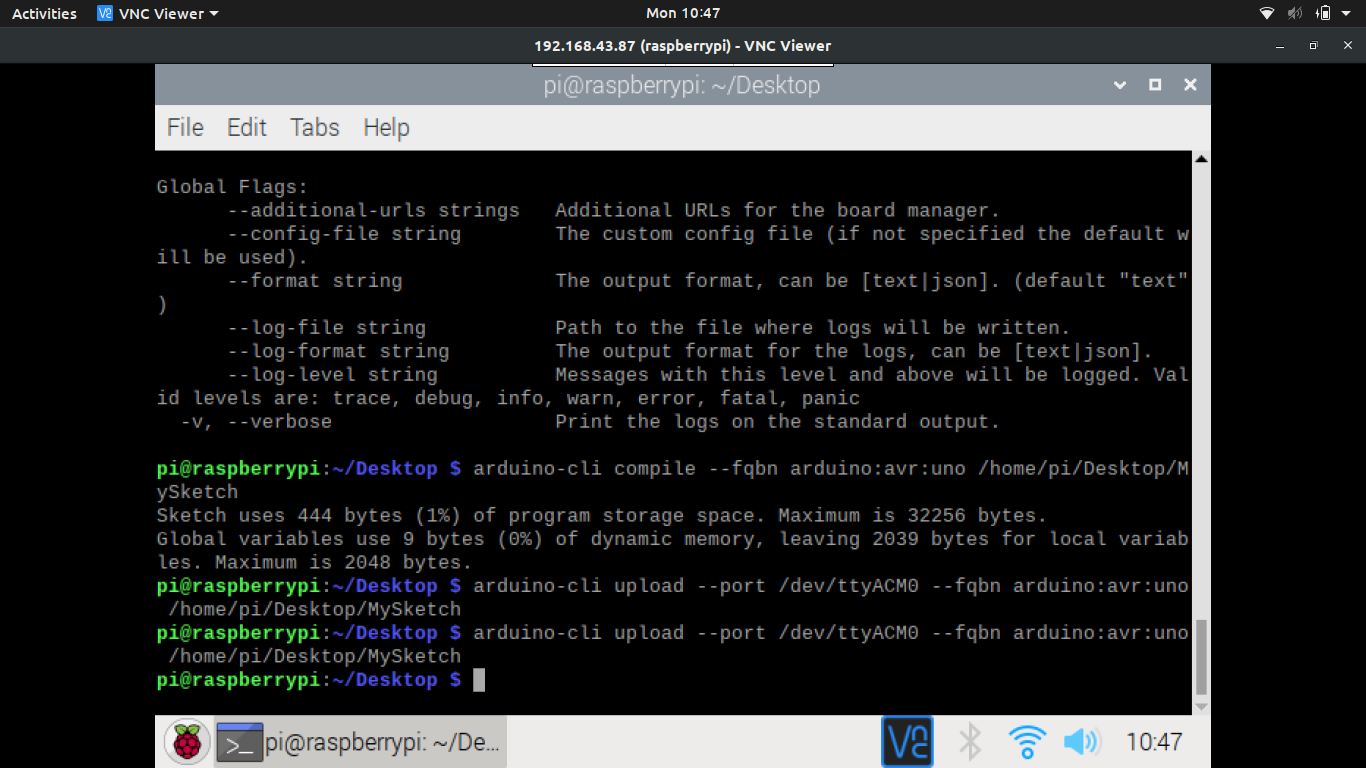 Activities VNC Viewer Mon 10:47
192.168.43.87 (raspberrypi) - VNC Viewer
pi@raspberrypi: ~/Desktop
File Edit Tabs Help
Global Flags:
--additional-urls strings Additional URLs for the board manager.
--config-file string The custom config file (if not specified the default w
ill be used).
--format string The output format, can be [text|json]. (default "text"
)
--log-file string Path to the file where logs will be written.
--log-format string The output format for the logs, can be [text|json].
--log-level string Messages with this level and above will be logged. Val
id levels are: trace, debug, info, warn, error, fatal, panic
-v, --verbose Print the logs on the standard output.
pi@raspberrypi:~/Desktop $ arduino-cli compile --fqbn arduino:avr:uno /home/pi/Desktop/M
ySketch
Sketch uses 444 bytes (1%) of program storage space. Maximum is 32256 bytes.
Global variables use 9 bytes (0%) of dynamic memory, leaving 2039 bytes for local variab
les. Maximum is 2048 bytes.
pi@raspberrypi:~/Desktop $ arduino-cli upload --port /dev/ttyACM0 --fqbn arduino:avr:uno
/home/pi/Desktop/MySketch
pi@raspberrypi:~/Desktop $ arduino-cli upload --port /dev/ttyACM0 --fqbn arduino:avr:uno
/home/pi/Desktop/MySketch
pi@raspberrypi:~/Desktop $
pi@raspberrypi: ~/De... 10:47